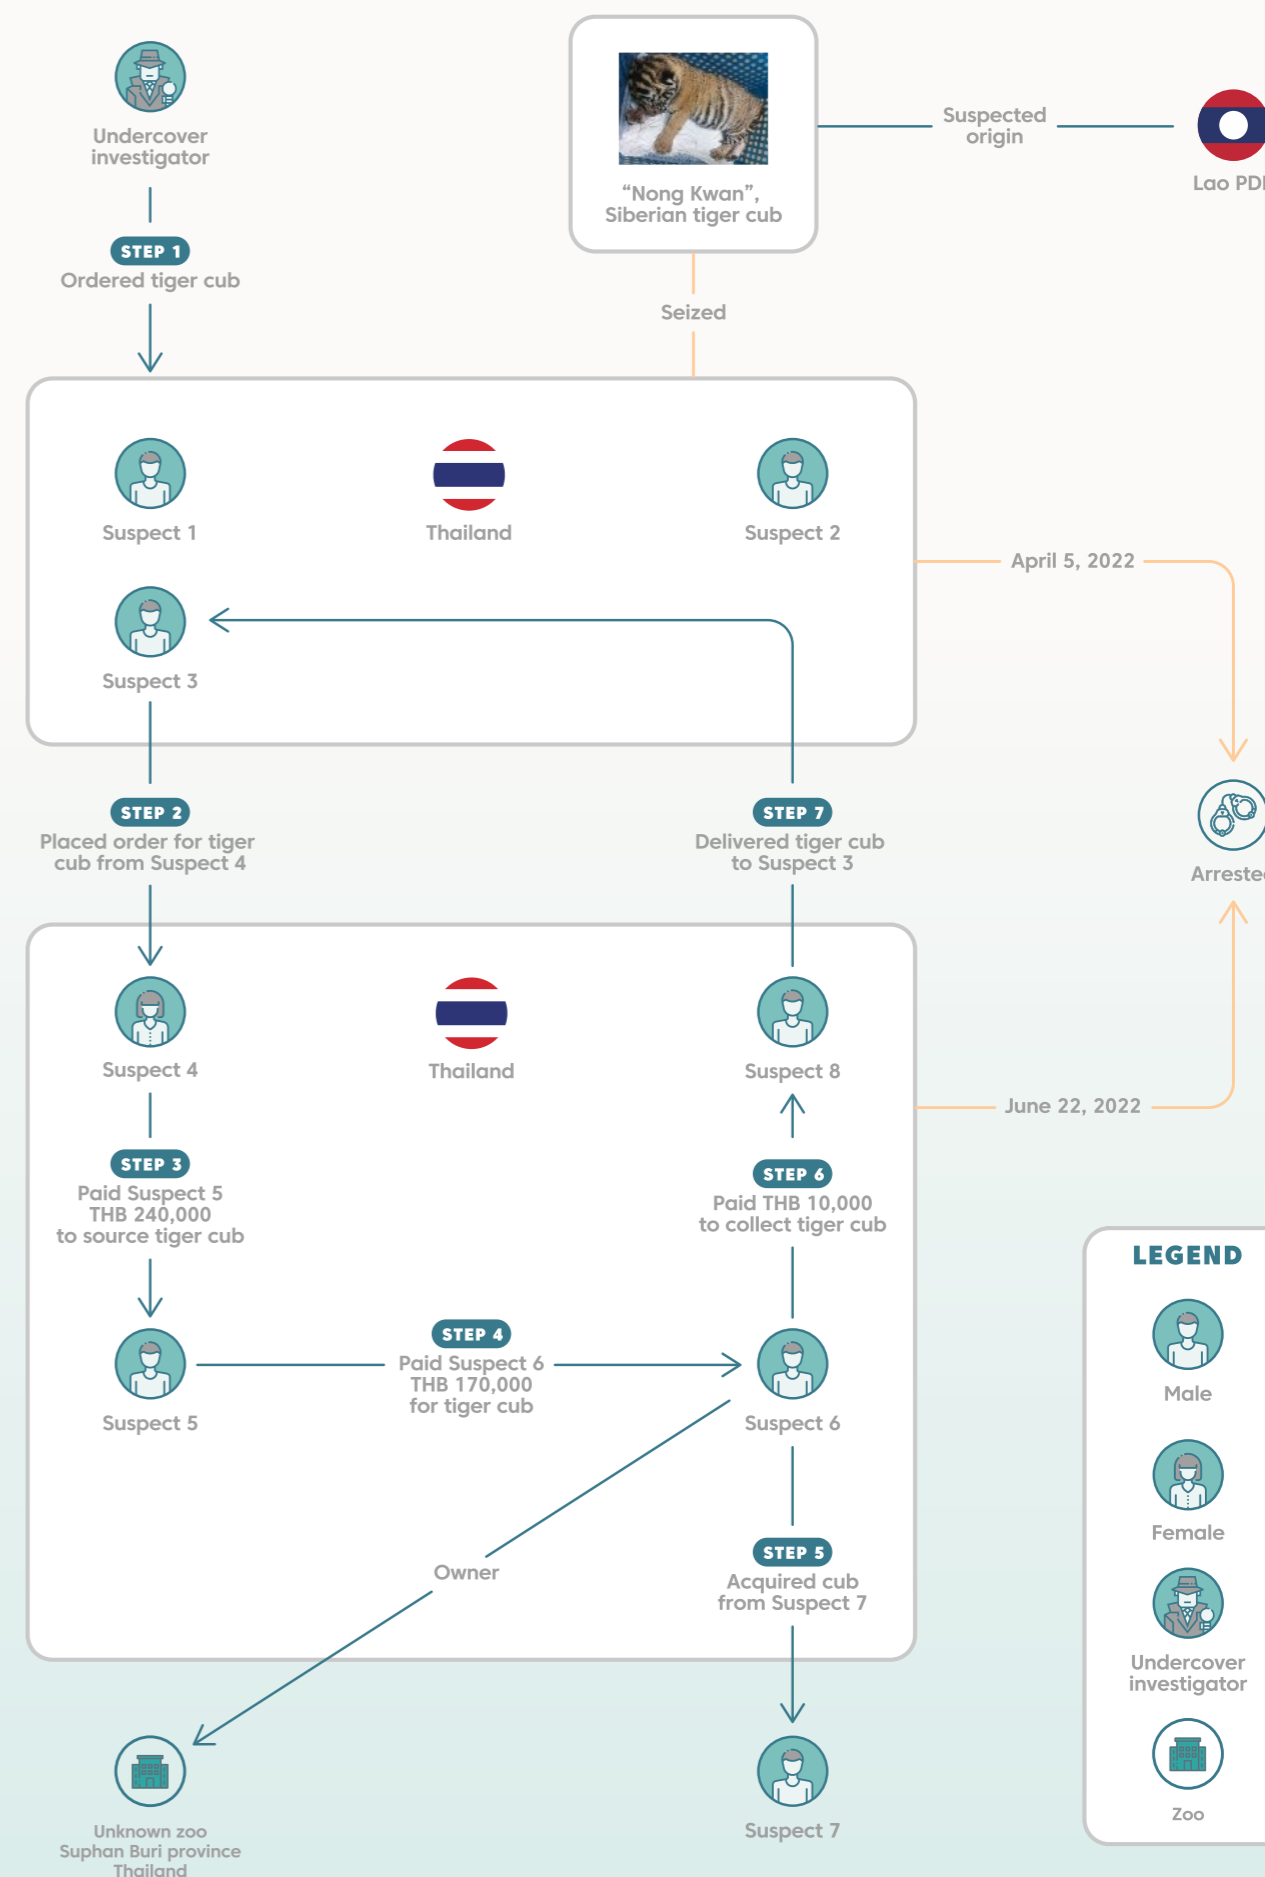 Undercover
investigator
STEP 1
Ordered tiger cub
“Nong Kwan”,
Siberian tiger cub
Suspected
origin
Lao PD
Seized
Suspect 1
Thailand
Suspect 2
Suspect 3
April 5, 2022
STEP 2
Placed order for tiger
cub from Suspect 4
STEP 7
Delivered tiger cub
to Suspect 3
Arreste
Suspect 4
Thailand
Suspect 8
June 22, 2022
STEP 3
Paid Suspect 5
THB 240,000
to source tiger cub
STEP 6
Paid THB 10,000
to collect tiger cub
Suspect 5
STEP 4
Paid Suspect 6
THB 170,000
for tiger cub
Suspect 6
Owner
STEP 5
Acquired cub
from Suspect 7
Unknown zoo
Suphan Buri province
Thailand
Suspect 7
LEGEND
Male
Female
Undercover
investigator
Zoo